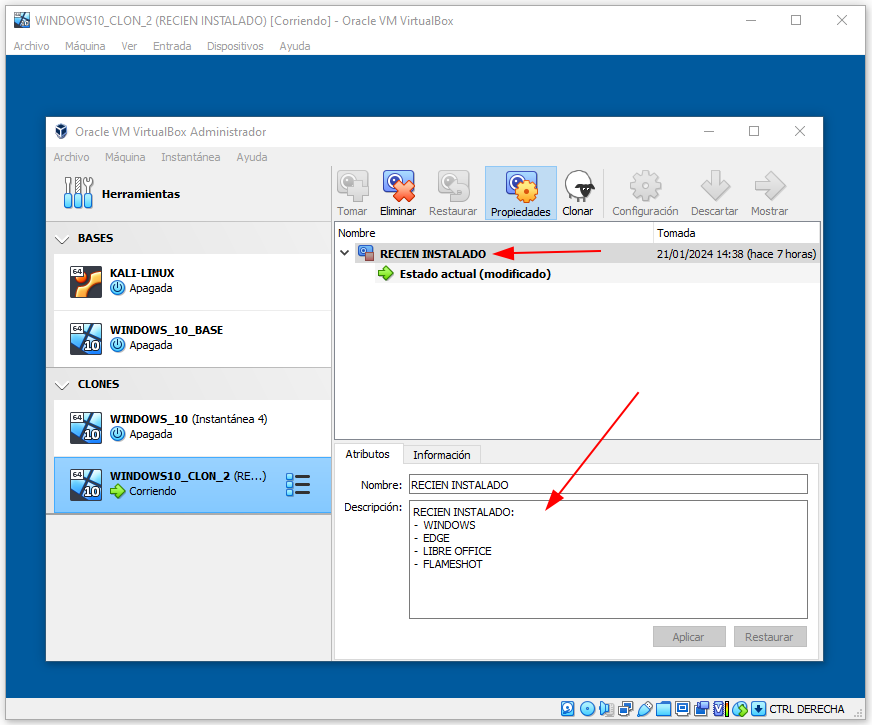 WINDOWS10_CLON_2 (RECIEN INSTALADO) [Corriendo] - Oracle VM VirtualBox
Archivo Máquina Ver Entrada Dispositivos Ayuda
Oracle VM VirtualBox Administrador
Archivo Máquina Instantánea Ayuda
Herramientas
Tomar Eliminar Restaurar Propiedades Clonar Configuración Descartar Mostrar
BASES
64
KALI-LINUX
Apagada
64
10
WINDOWS_10_BASE
Apagada
CLONES
64
10
WINDOWS_10 (Instantánea 4)
Apagada
64
10
WINDOWS10_CLON_2 (RE...)
Corriendo
Nombre Tomada
RECIEN INSTALADO 21/01/2024 14:38 (hace 7 horas)
Estado actual (modificado)
Atributos Información
Nombre: RECIEN INSTALADO
Descripción: RECIEN INSTALADO:
- WINDOWS
- EDGE
- LIBRE OFFICE
- FLAMESHOT
Aplicar Restaurar
CTRL DERECHA